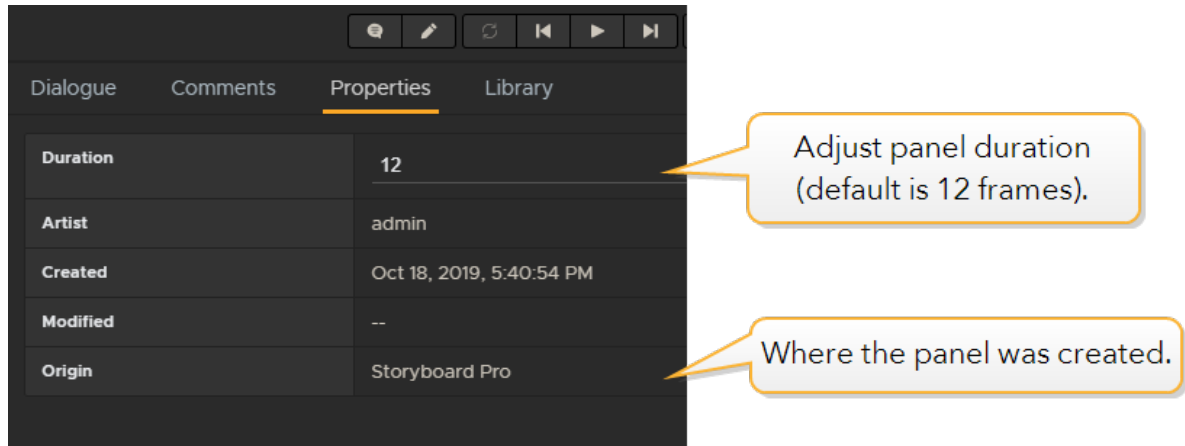 Dialogue Comments Properties Library
Duration 12
Adjust panel duration
(default is 12 frames).
Artist admin
Created Oct 18, 2019, 5:40:54 PM
Modified --
Origin Storyboard Pro
Where the panel was created.